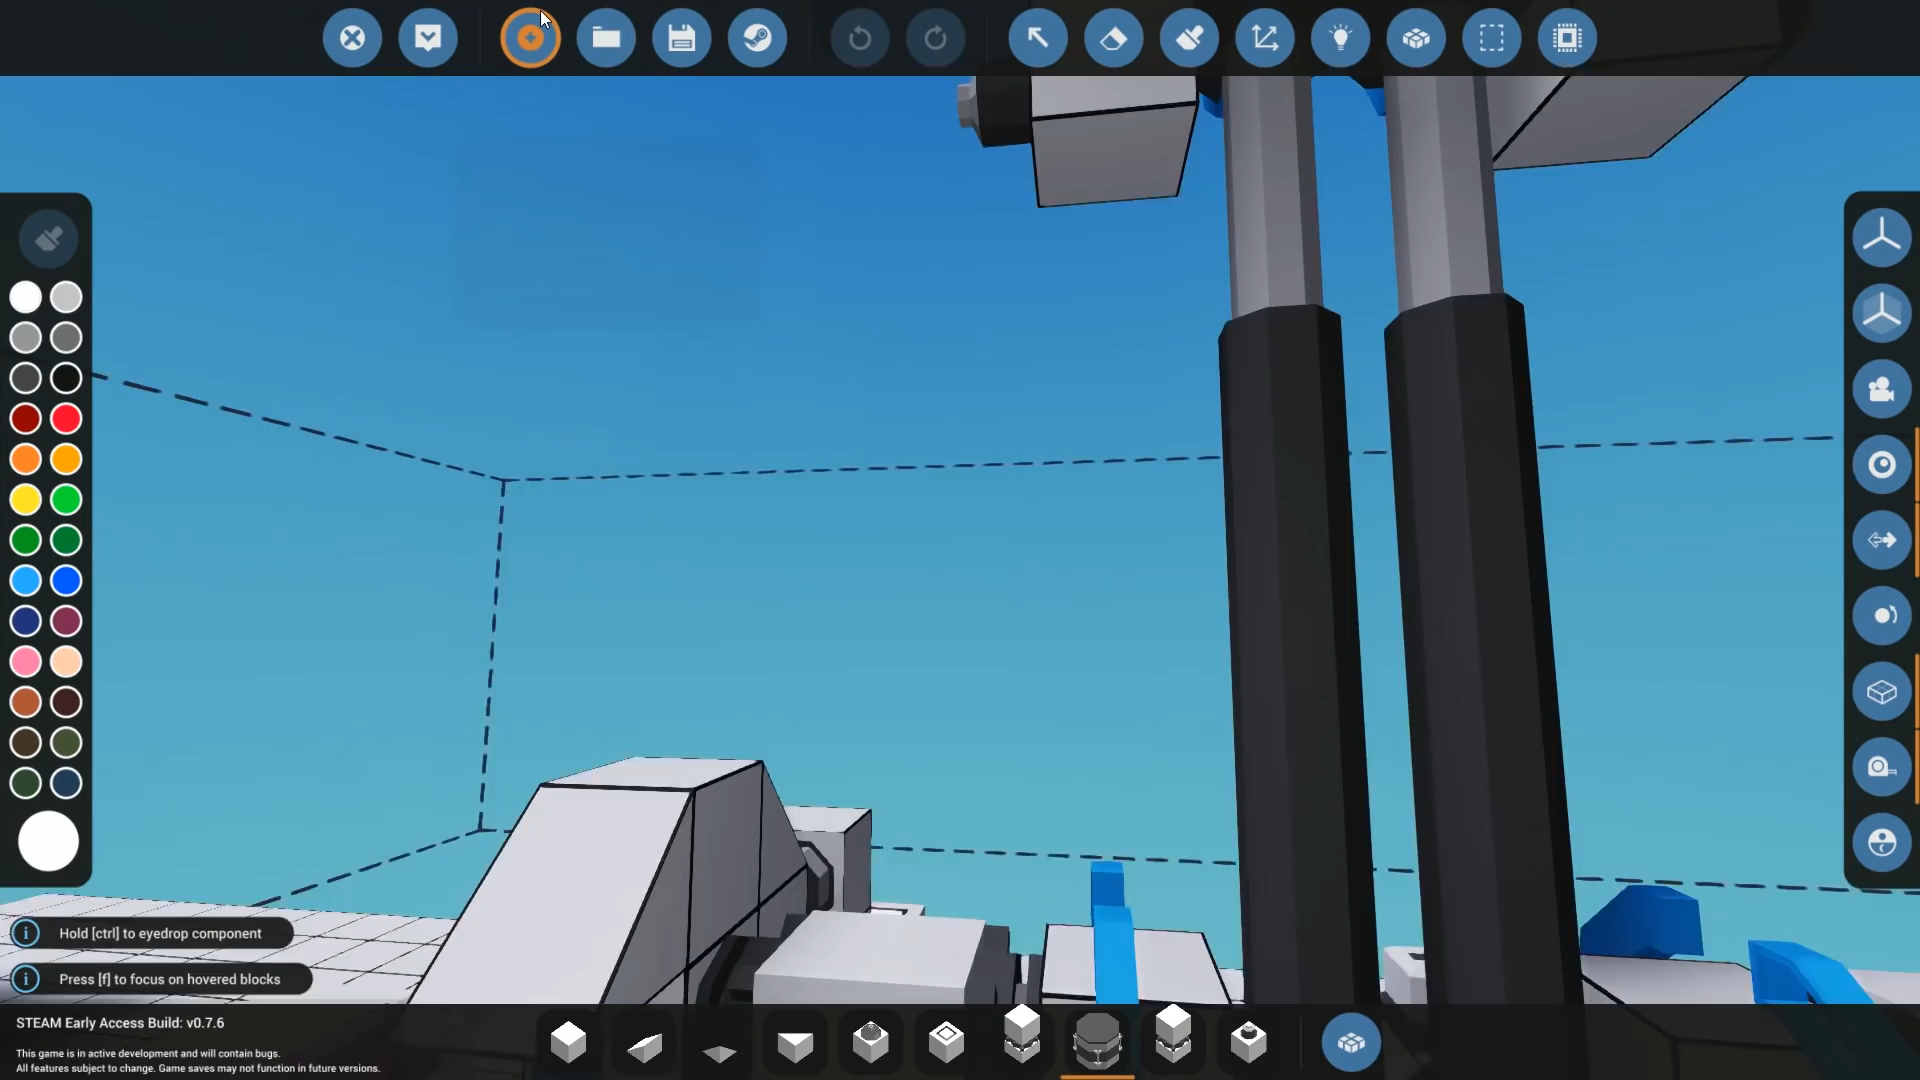 Hold [ctrl] to eyedrop component
Press [f] to focus on hovered blocks
STEAM Early Access Build: v0.7.6
This game is in active development and will contain bugs.
All features subject to change. Game saves may not function in future versions.